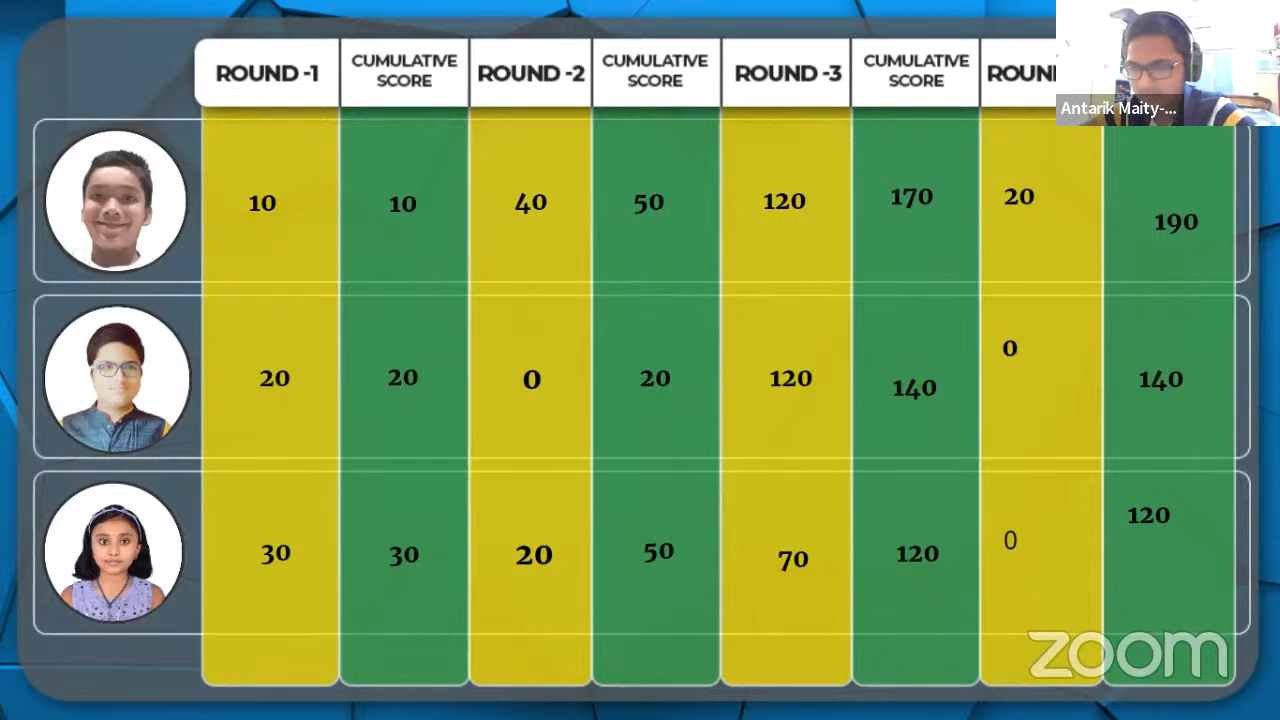 ROUND -1 CUMULATIVE SCORE ROUND -2 CUMULATIVE SCORE ROUND -3 CUMULATIVE SCORE
Antarik Maity-...
10 10 40 50 120 170 20 190
20 20 0 20 120 140 0 140
30 30 20 50 70 120 0 120
zoom